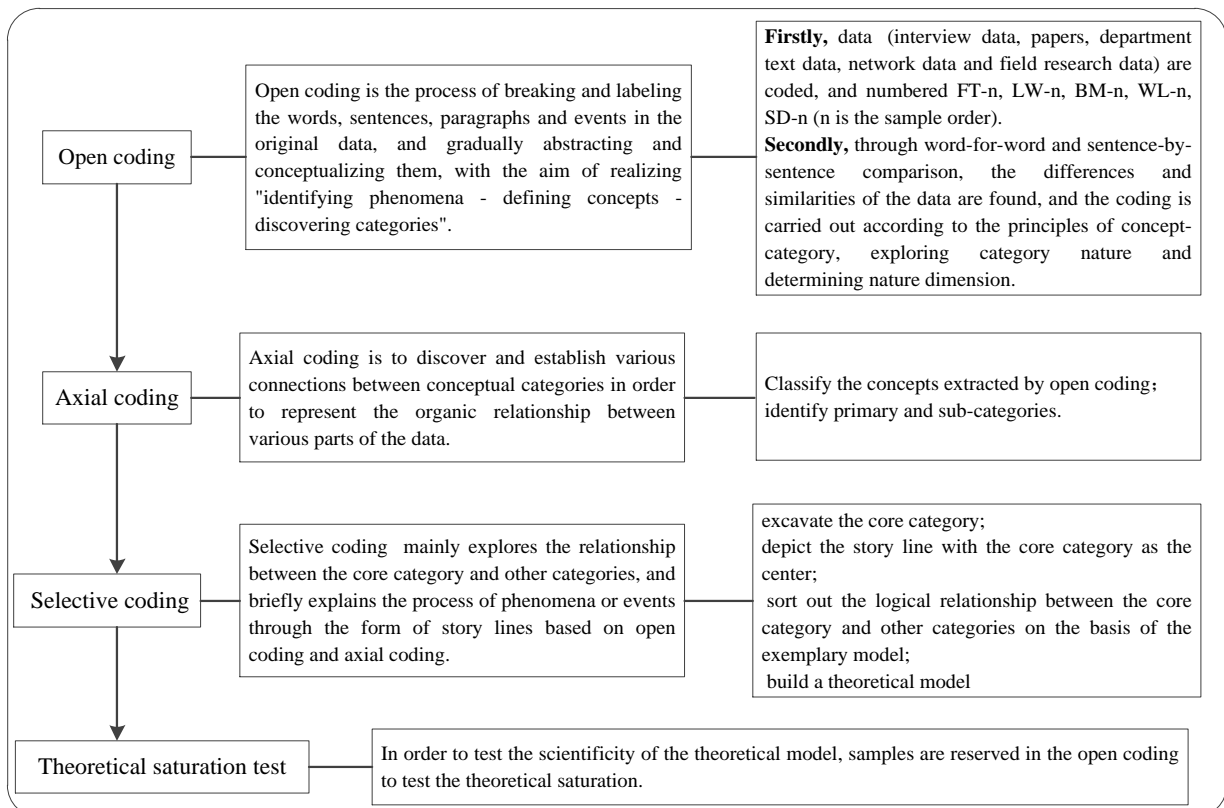 Open coding
Open coding is the process of breaking and labeling
the words, sentences, paragraphs and events in the
original data, and gradually abstracting and
conceptualizing them, with the aim of realizing
"identifying phenomena - defining concepts -
discovering categories".
Firstly, data (interview data, papers, department
text data, network data and field research data) are
coded, and numbered FT-n, LW-n, BM-n, WL-n,
SD-n (n is the sample order).
Secondly, through word-for-word and sentence-by-
sentence comparison, the differences and
similarities of the data are found, and the coding is
carried out according to the principles of concept-
category, exploring category nature and
determining nature dimension.
Axial coding
Axial coding is to discover and establish various
connections between conceptual categories in order
to represent the organic relationship between
various parts of the data.
Classify the concepts extracted by open coding；
identify primary and sub-categories.
Selective coding
Selective coding mainly explores the relationship
between the core category and other categories, and
briefly explains the process of phenomena or events
through the form of story lines based on open
coding and axial coding.
excavate the core category;
depict the story line with the core category as the
center;
sort out the logical relationship between the core
category and other categories on the basis of the
exemplary model;
build a theoretical model
Theoretical saturation test
In order to test the scientificity of the theoretical model, samples are reserved in the open coding
to test the theoretical saturation.